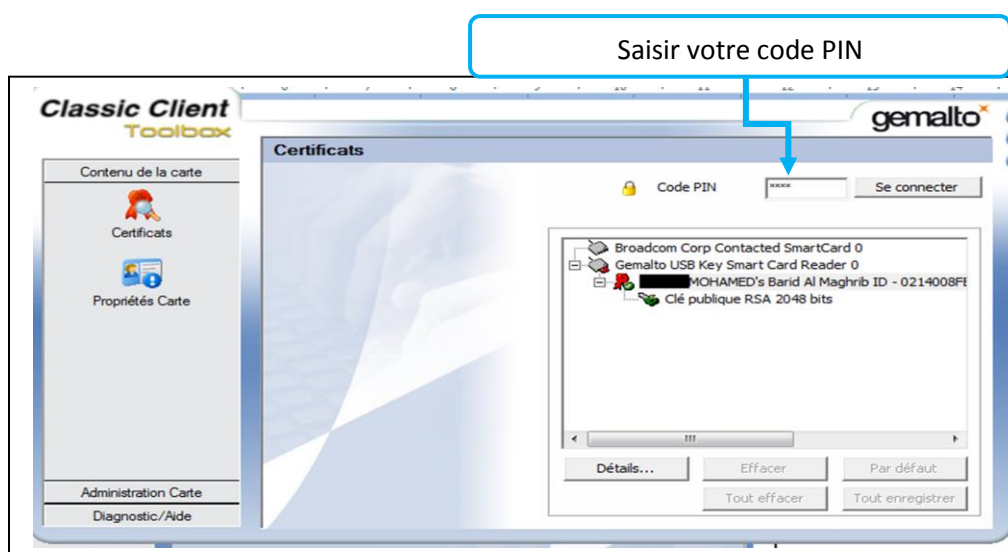 Saisir votre code PIN
Classic Client
Toolbox
gemalto
Certificats
Contenu de la carte
Certificats
Propriétés Carte
Code PIN
xxxx
Se connecter
Broadcom Corp Contacted SmartCard 0
Gemalto USB Key Smart Card Reader 0
MOHAMED's Barid Al Maghrib ID - 0214008FE
Clé publique RSA 2048 bits
Détails...
Effacer
Par défaut
Tout effacer
Tout enregistrer
Administration Carte
Diagnostic/Aide